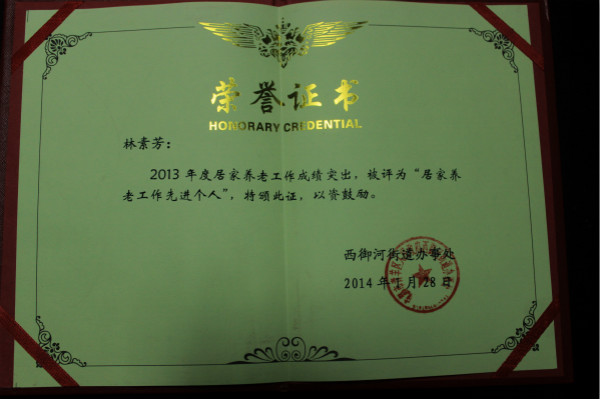 荣誉证书
HONORARY CREDENTIAL
林素芳：
2013 年度居家养老工作成绩突出，被评为“居家养
老工作先进个人”，特颁此证，以资鼓励。
西御河街道办事处
2014 年 1 月 28 日